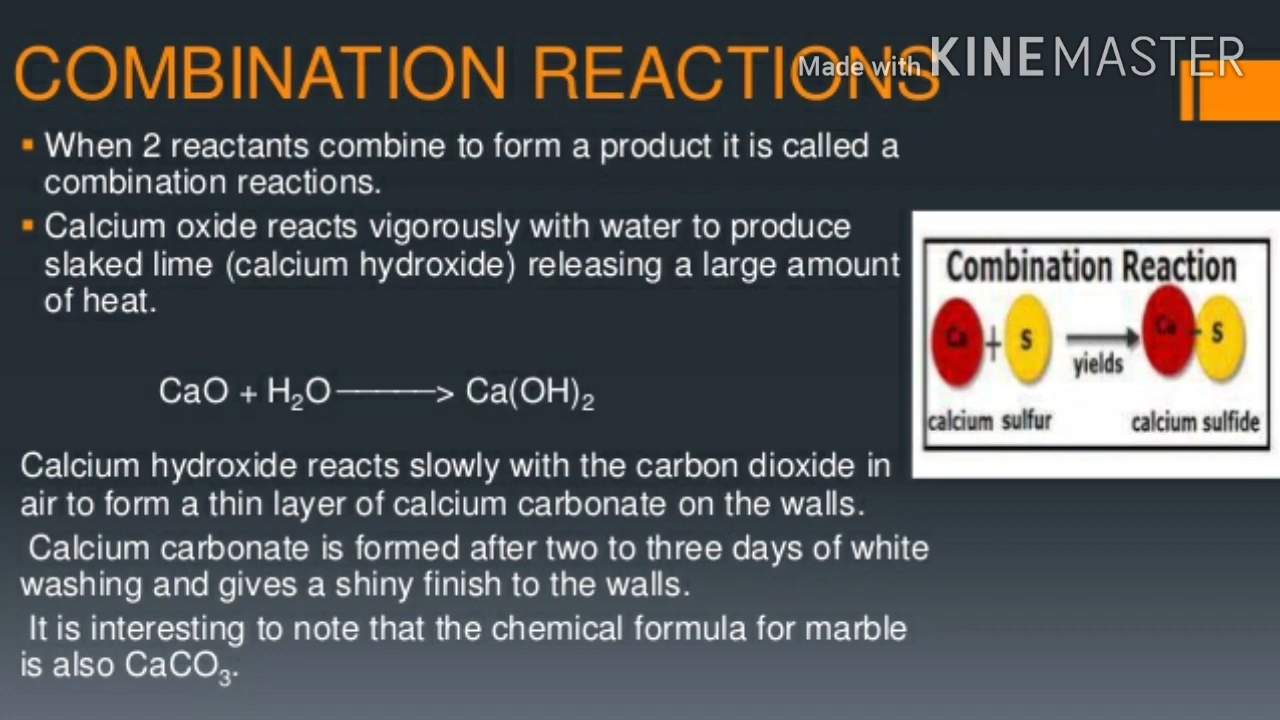 COMBINATION REACTIONS
Made with KINEMASTER
▪ When 2 reactants combine to form a product it is called a
combination reactions.
▪ Calcium oxide reacts vigorously with water to produce
slaked lime (calcium hydroxide) releasing a large amount
of heat.
CaO + H₂O ————> Ca(OH)₂
Calcium hydroxide reacts slowly with the carbon dioxide in
air to form a thin layer of calcium carbonate on the walls.
Calcium carbonate is formed after two to three days of white
washing and gives a shiny finish to the walls.
It is interesting to note that the chemical formula for marble
is also CaCO₃.
Combination Reaction
Ca + S Ca S
yields
calcium sulfur calcium sulfide